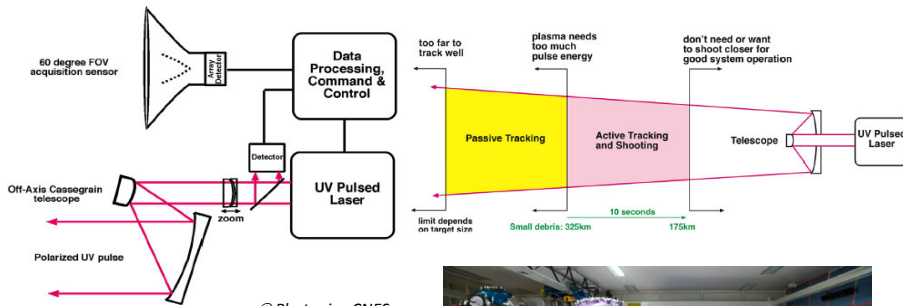 60 degree FOV
acquisition sensor
Array
Detector
Data
Processing,
Command &
Control
Detector
UV Pulsed
Laser
Off-Axis Cassegrain
telescope
zoom
Polarized UV pulse
too far to
track well
plasma needs
too much
pulse energy
don't need or want
to shoot closer for
good system operation
Passive Tracking
Active Tracking
and Shooting
Telescope
UV Pulsed
Laser
limit depends
on target size
10 seconds
Small debris: 325km
175km